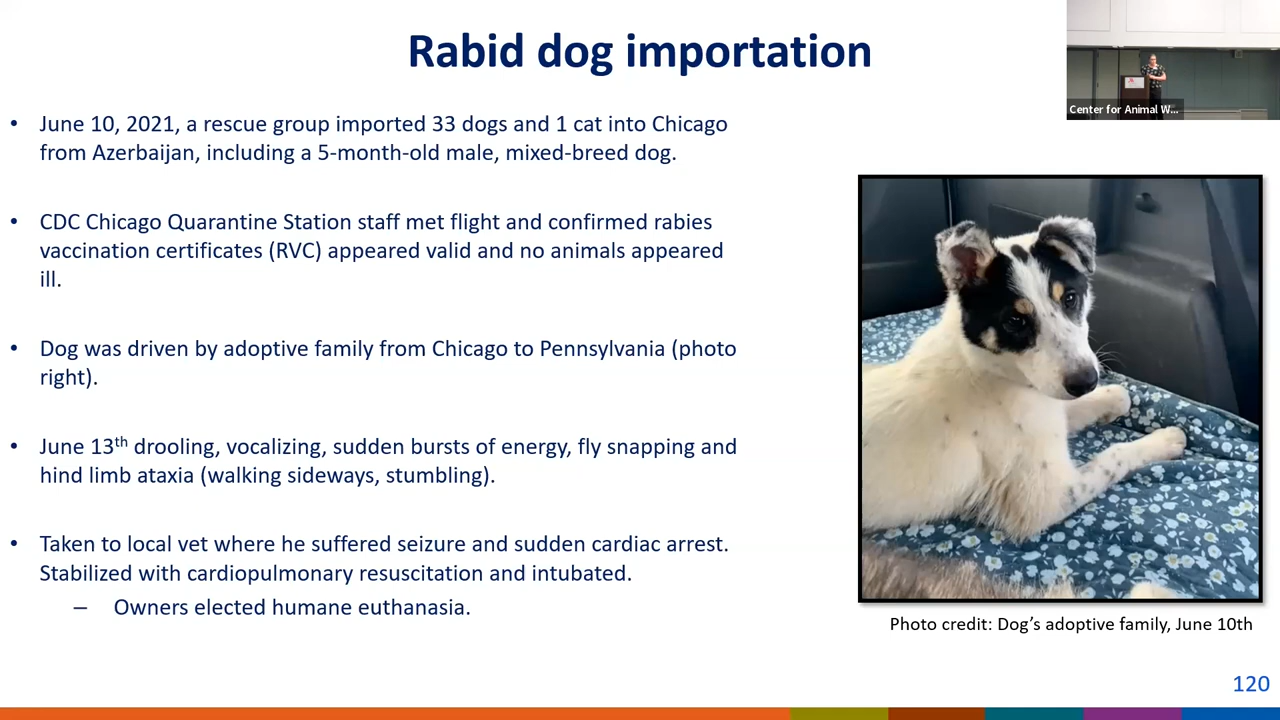 Rabid dog importation
• June 10, 2021, a rescue group imported 33 dogs and 1 cat into Chicago
from Azerbaijan, including a 5-month-old male, mixed-breed dog.
• CDC Chicago Quarantine Station staff met flight and confirmed rabies
vaccination certificates (RVC) appeared valid and no animals appeared
ill.
• Dog was driven by adoptive family from Chicago to Pennsylvania (photo
right).
• June 13th drooling, vocalizing, sudden bursts of energy, fly snapping and
hind limb ataxia (walking sideways, stumbling).
• Taken to local vet where he suffered seizure and sudden cardiac arrest.
Stabilized with cardiopulmonary resuscitation and intubated.
– Owners elected humane euthanasia.
Center for Animal W...
Photo credit: Dog’s adoptive family, June 10th
120